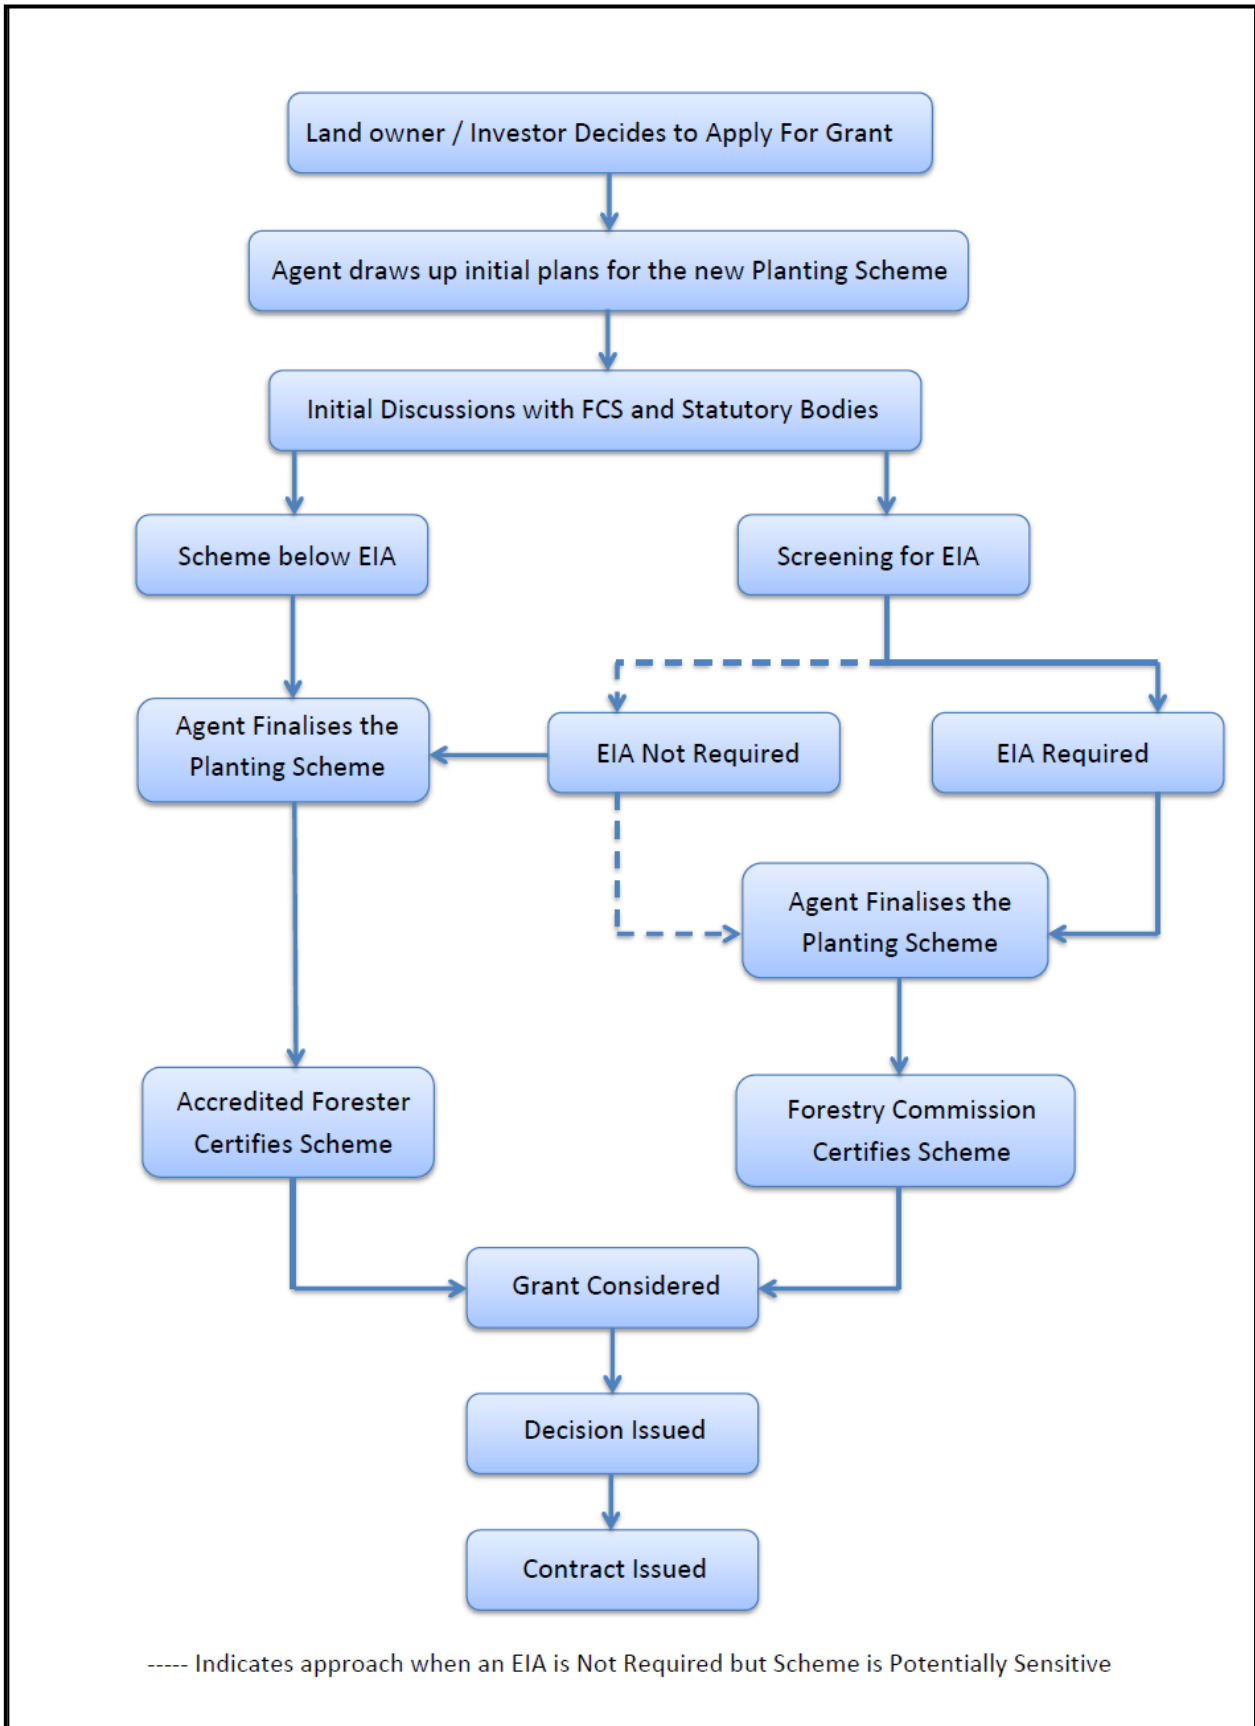 Land owner / Investor Decides to Apply For Grant
Agent draws up initial plans for the new Planting Scheme
Initial Discussions with FCS and Statutory Bodies
Scheme below EIA
Screening for EIA
Agent Finalises the
Planting Scheme
EIA Not Required
EIA Required
Agent Finalises the
Planting Scheme
Accredited Forester
Certifies Scheme
Forestry Commission
Certifies Scheme
Grant Considered
Decision Issued
Contract Issued
----- Indicates approach when an EIA is Not Required but Scheme is Potentially Sensitive